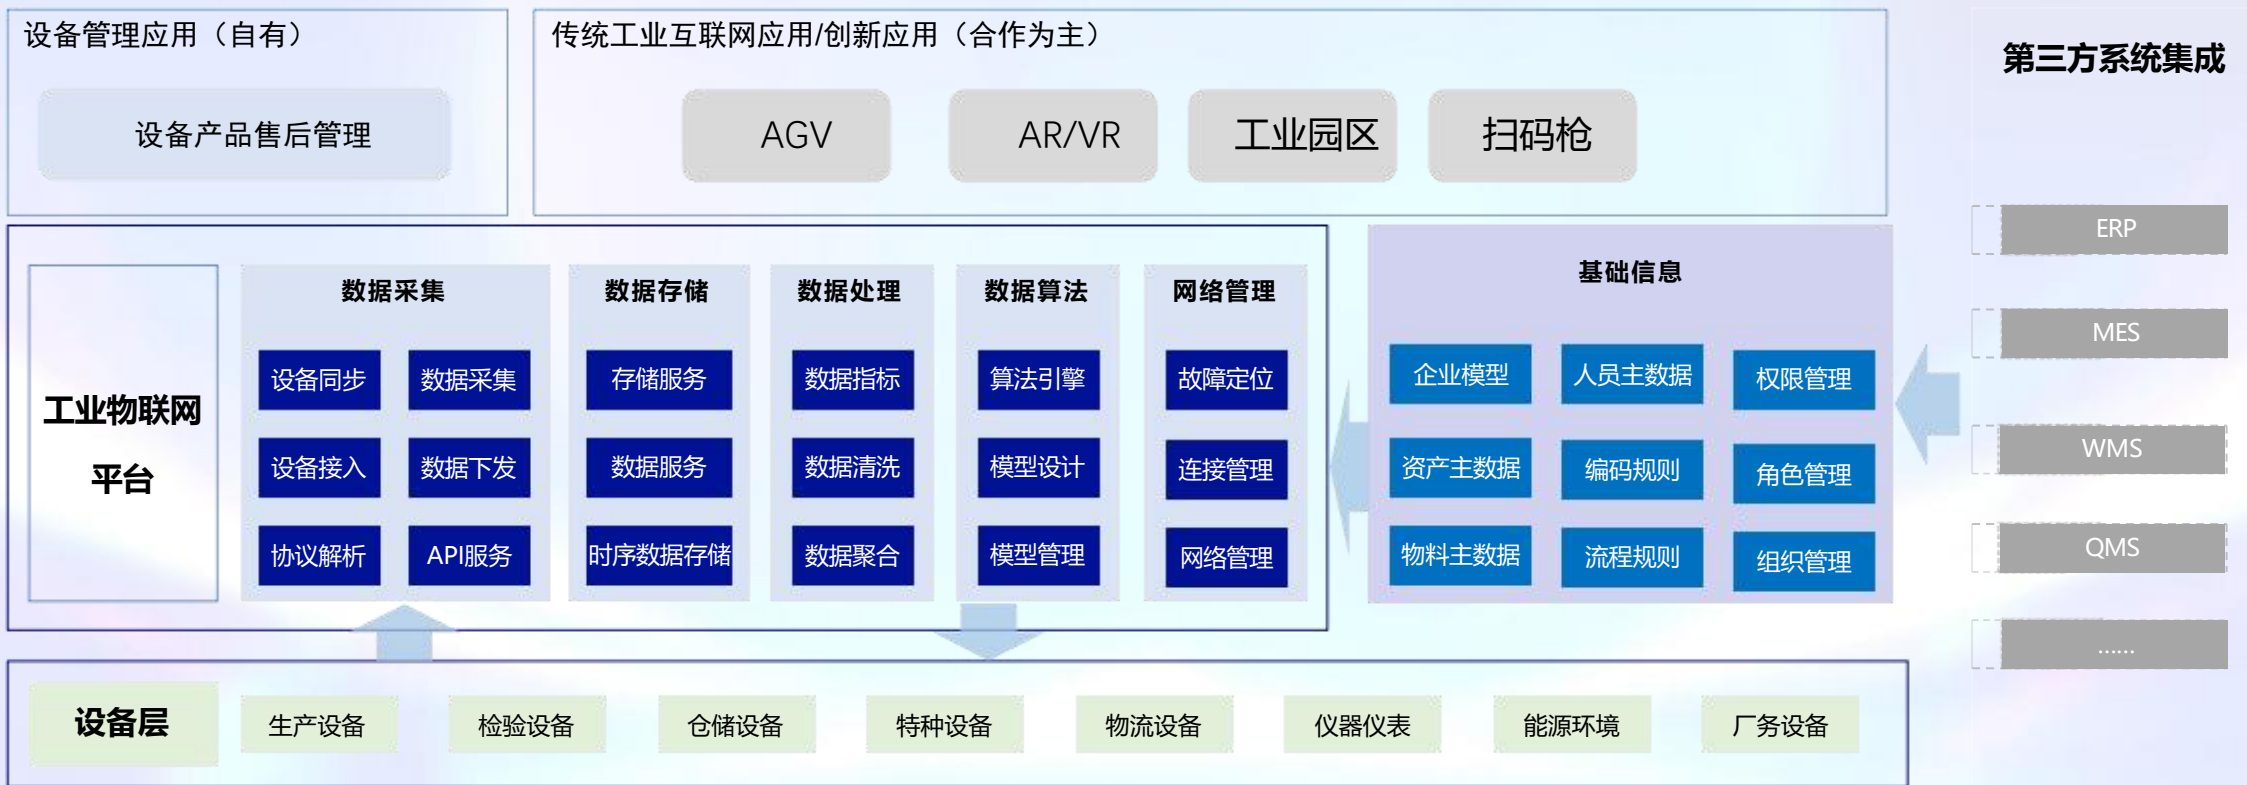 设备管理应用（自有）
设备产品售后管理
传统工业互联网应用/创新应用（合作为主）
AGV
AR/VR
工业园区
扫码枪
第三方系统集成
ERP
MES
WMS
QMS
......
工业物联网
平台
数据采集
设备同步
数据采集
设备接入
数据下发
协议解析
API服务
数据存储
存储服务
数据服务
时序数据存储
数据处理
数据指标
数据清洗
数据聚合
数据算法
算法引擎
模型设计
模型管理
网络管理
故障定位
连接管理
网络管理
基础信息
企业模型
人员主数据
权限管理
资产主数据
编码规则
角色管理
物料主数据
流程规则
组织管理
设备层
生产设备
检验设备
仓储设备
特种设备
物流设备
仪器仪表
能源环境
厂务设备